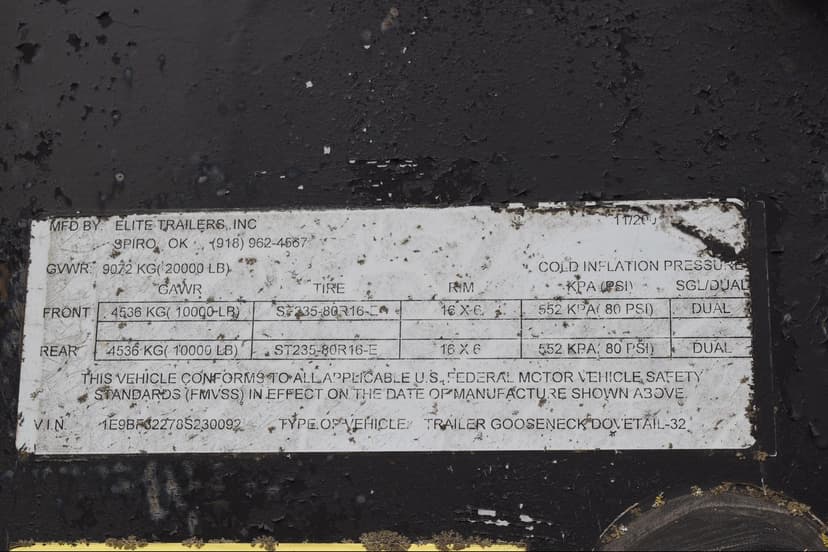 MFD BY ELITE TRAILERS, INC
SPIRO, OK (918) 962-4567
GVWR: 9072 KG( 20000 LB) COLD INFLATION PRESSURE
GAWR TIRE RIM KPA (PSI) SGL/DUAL
FRONT 4536 KG( 10000 LB) ST235-80R16-E 16 X 6 552 KPA( 80 PSI) DUAL
REAR 4536 KG( 10000 LB) ST235-80R16-E 16 X 6 552 KPA( 80 PSI) DUAL
THIS VEHICLE CONFORMS TO ALL APPLICABLE U.S. FEDERAL MOTOR VEHICLE SAFETY
STANDARDS (FMVSS) IN EFFECT ON THE DATE OF MANUFACTURE SHOWN ABOVE
V.I.N. TYPE OF VEHICLE: TRAILER GOOSENECK DOVETAIL-32